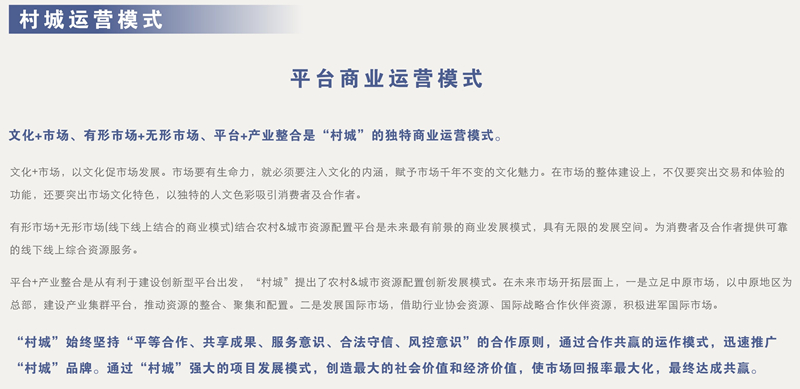 村城运营模式
平台商业运营模式
文化+市场、有形市场+无形市场、平台+产业整合是“村城”的独特商业运营模式。
文化+市场，以文化促市场发展。市场要有生命力，就必须要注入文化的内涵，赋予市场千年不变的文化魅力。在市场的整体建设上，不仅要突出交易和体验的
功能，还要突出市场文化特色，以独特的人文色彩吸引消费者及合作者。
有形市场+无形市场(线下线上结合的商业模式)结合农村&城市资源配置平台是未来最有前景的商业发展模式，具有无限的发展空间。为消费者及合作者提供可靠
的线下线上综合资源服务。
平台+产业整合是从有利于建设创新型平台出发，“村城”提出了农村&城市资源配置创新发展模式。在未来市场开拓层面上，一是立足中原市场，以中原地区为
总部，建设产业集群平台，推动资源的整合、聚集和配置。二是发展国际市场，借助行业协会资源、国际战略合作伙伴资源，积极进军国际市场。
“村城”始终坚持“平等合作、共享成果、服务意识、合法守信、风控意识”的合作原则，通过合作共赢的运作模式，迅速推广
“村城”品牌。通过“村城”强大的项目发展模式，创造最大的社会价值和经济价值，使市场回报率最大化，最终达成共赢。